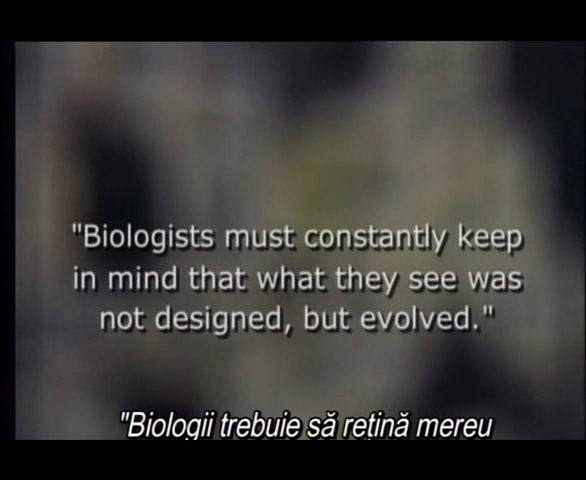 "Biologists must constantly keep
in mind that what they see was
not designed, but evolved."
"Biologii trebuie să reţină mereu